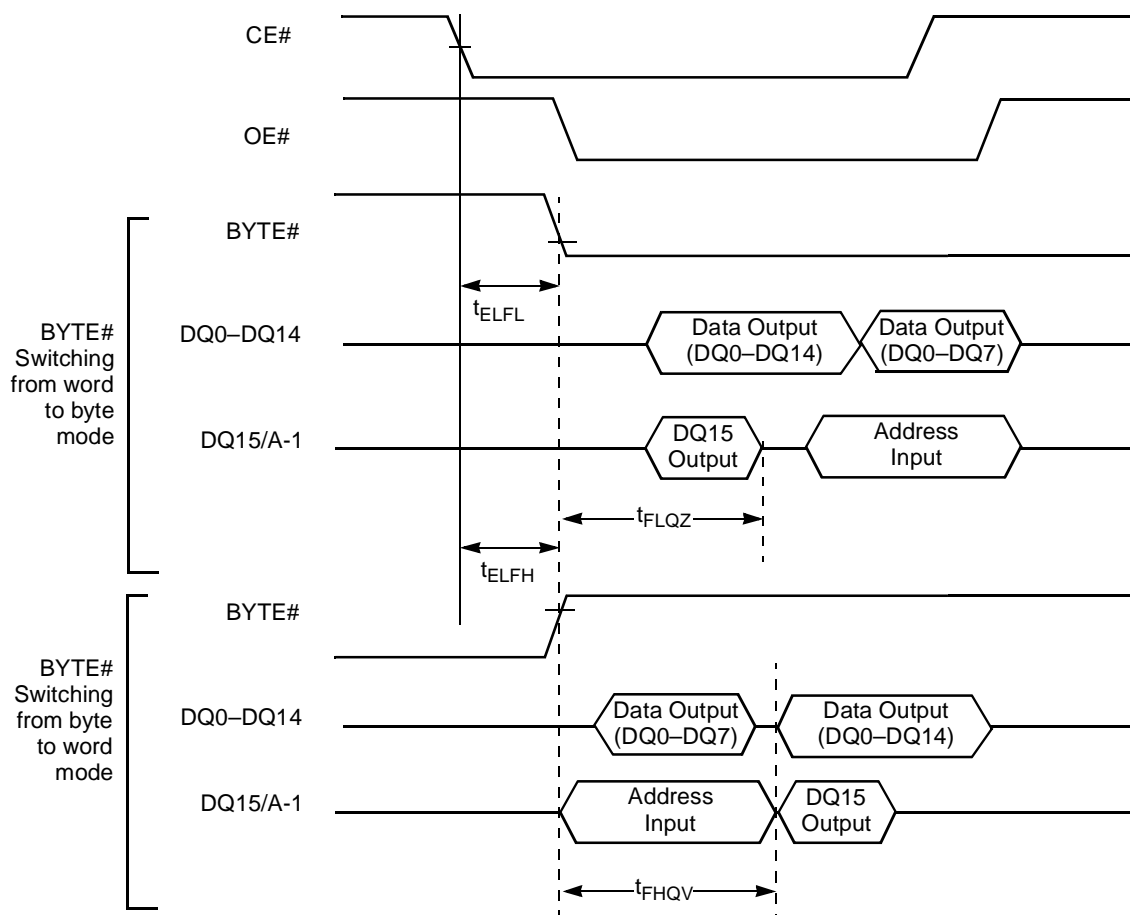 CE#
OE#
BYTE#
tELFL
BYTE#
Switching
from word
to byte
mode
DQ0–DQ14
Data Output
(DQ0–DQ14)
Data Output
(DQ0–DQ7)
DQ15/A-1
DQ15
Output
Address
Input
tFLQZ
tELFH
BYTE#
BYTE#
Switching
from byte
to word
mode
DQ0–DQ14
Data Output
(DQ0–DQ7)
Data Output
(DQ0–DQ14)
DQ15/A-1
Address
Input
DQ15
Output
tFHQV